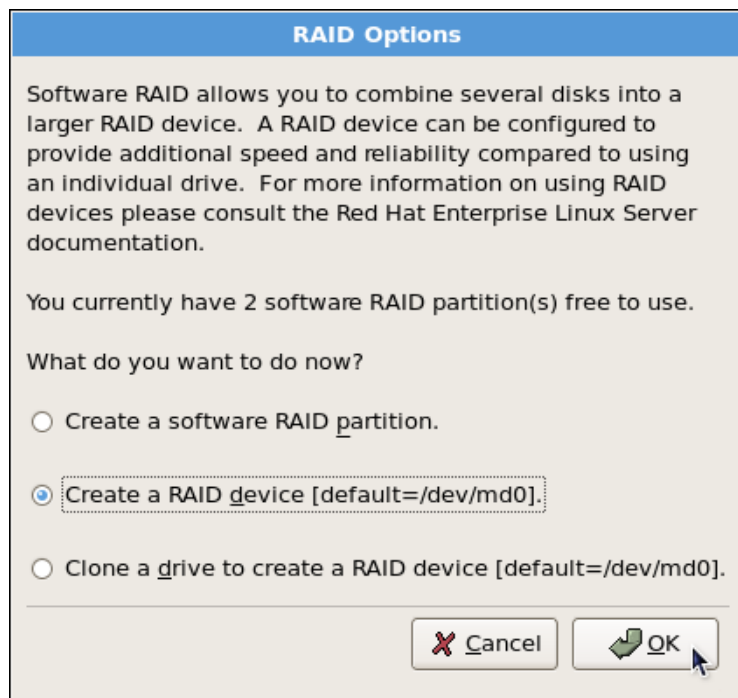 RAID Options
Software RAID allows you to combine several disks into a
larger RAID device.  A RAID device can be configured to
provide additional speed and reliability compared to using
an individual drive.  For more information on using RAID
devices please consult the Red Hat Enterprise Linux Server
documentation.
You currently have 2 software RAID partition(s) free to use.
What do you want to do now?
Create a software RAID partition.
Create a RAID device [default=/dev/md0].
Clone a drive to create a RAID device [default=/dev/md0].
Cancel OK